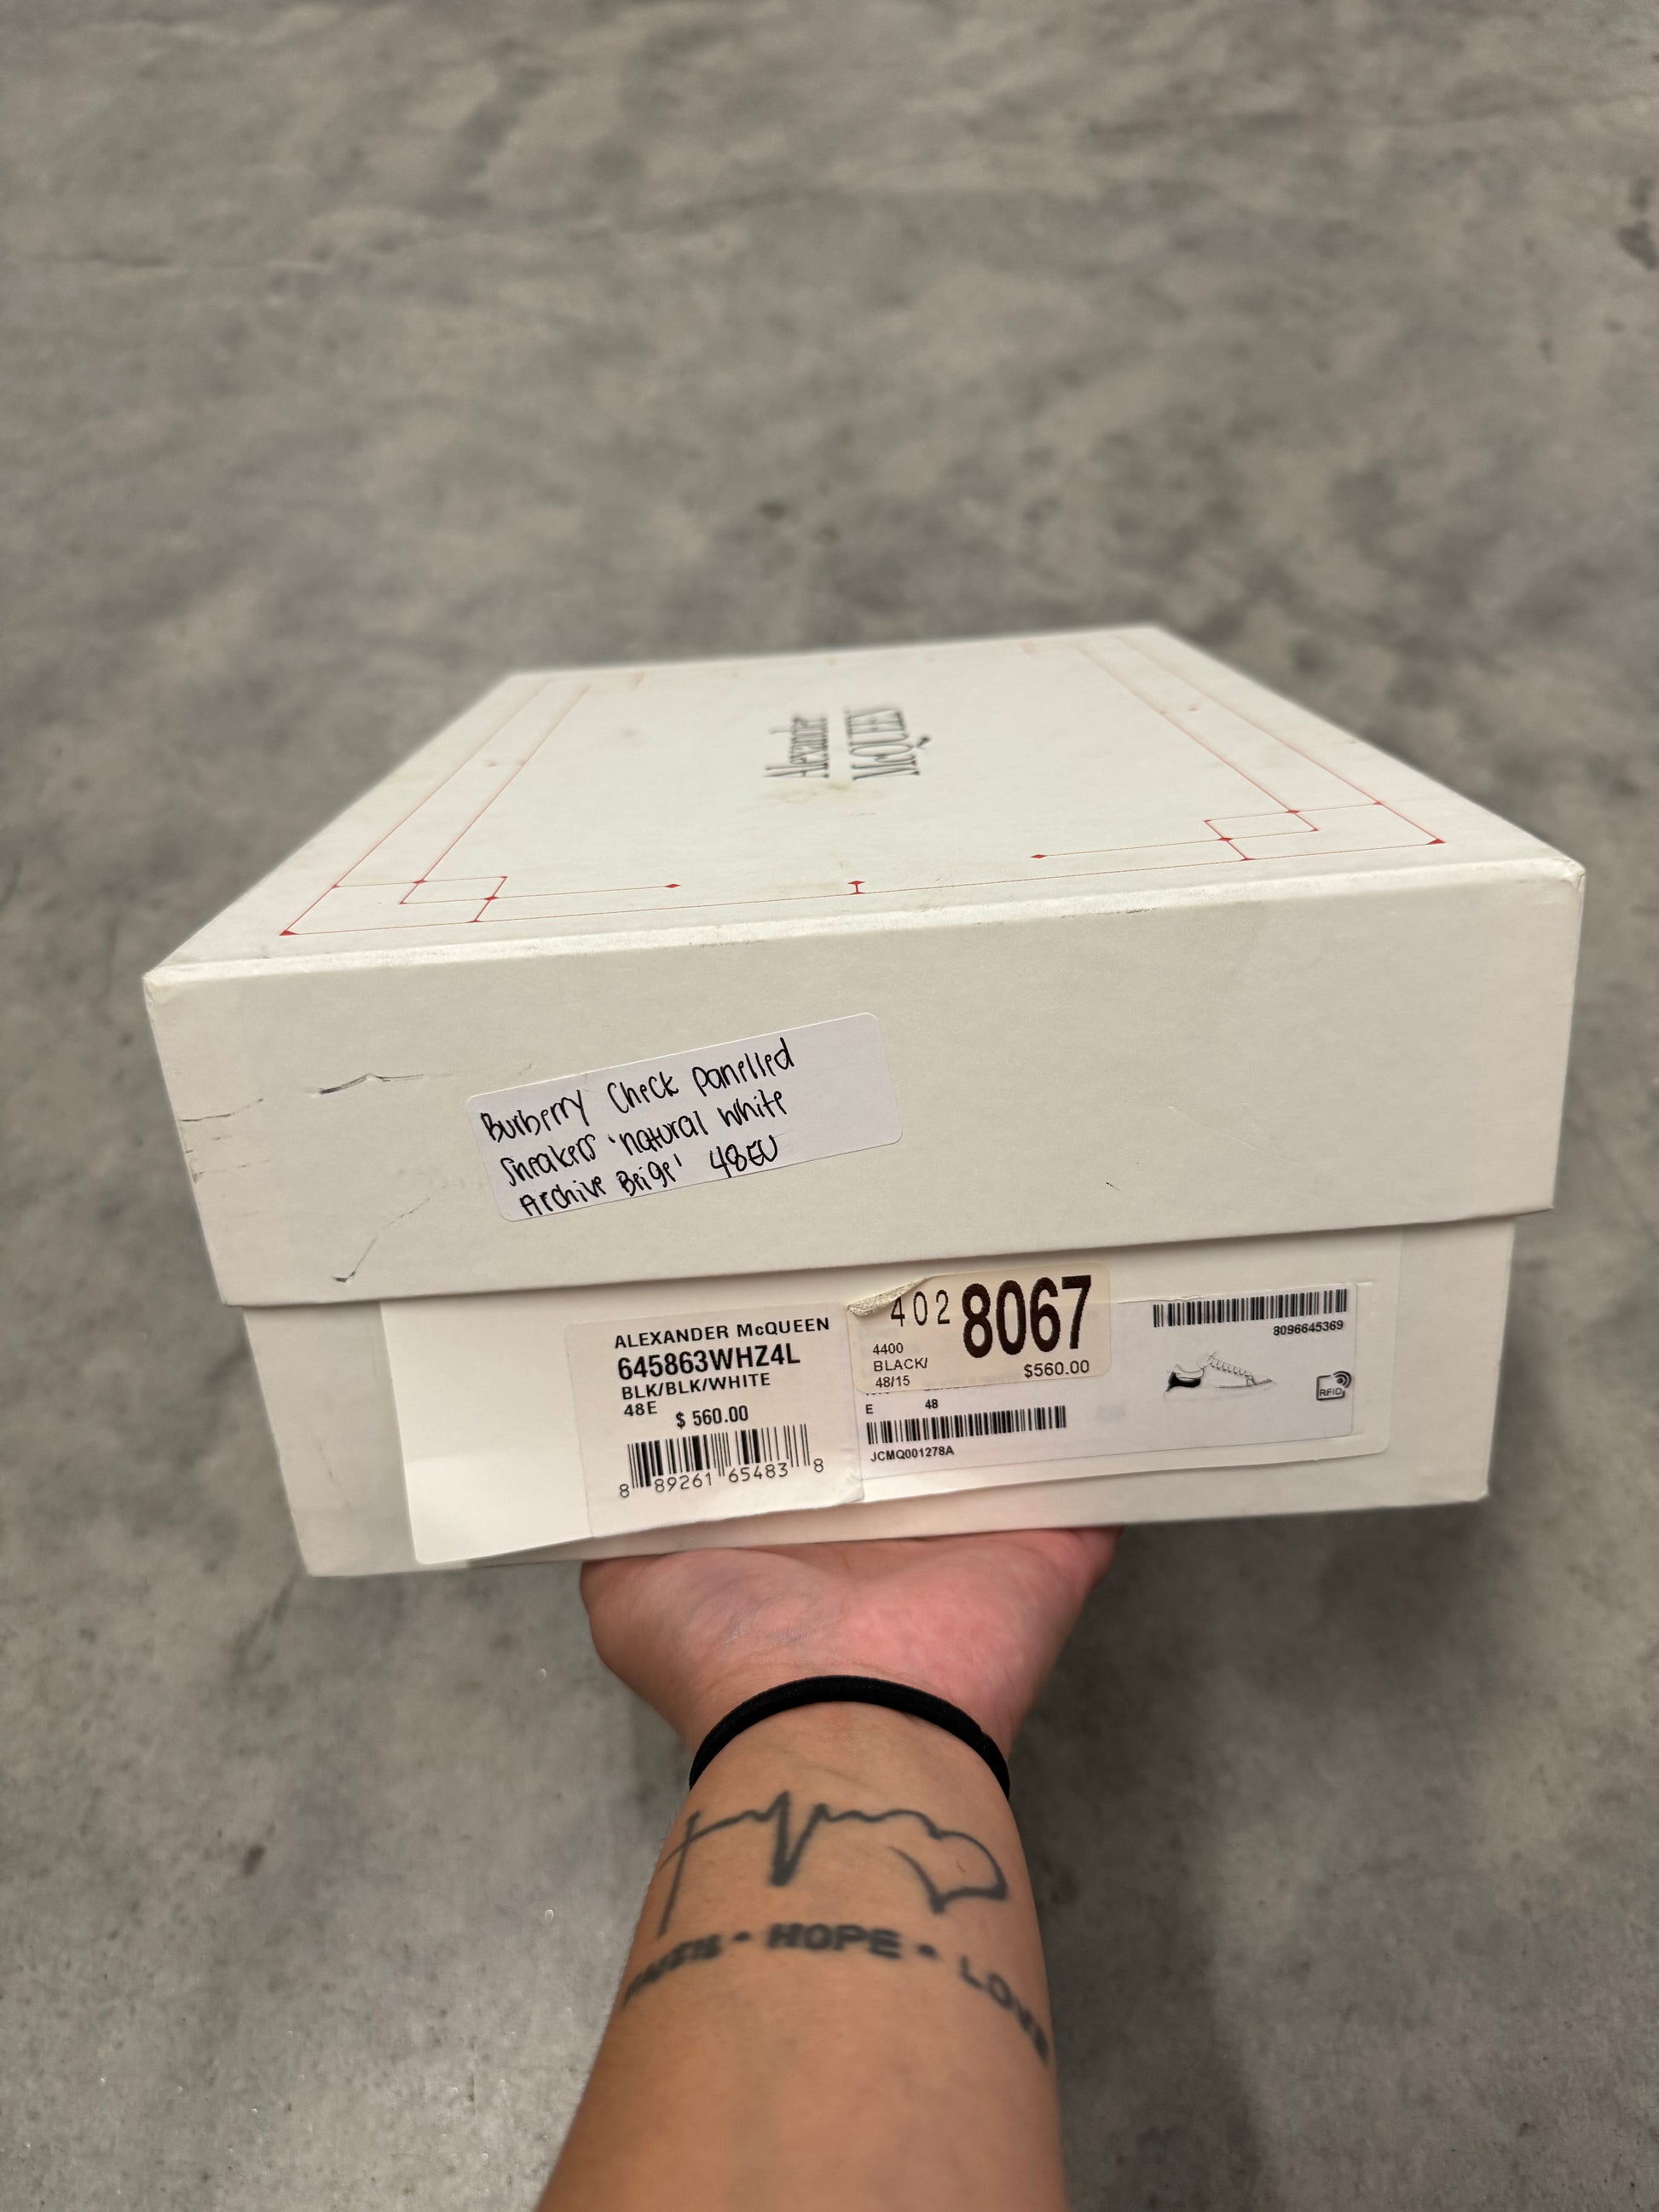 Alexander
McQUEEN
Burberry Check Panelled
Sneakers 'natural white
Archive Beige' 48EU
ALEXANDER McQUEEN
645863WHZ4L
BLK/BLK/WHITE
48E
$ 560.00
8 89261 65483 8
402 8067
4400
BLACK/
48/15
$560.00
E 48
JCMQ001278A
8096645369
RFID
HOPE • LOVE